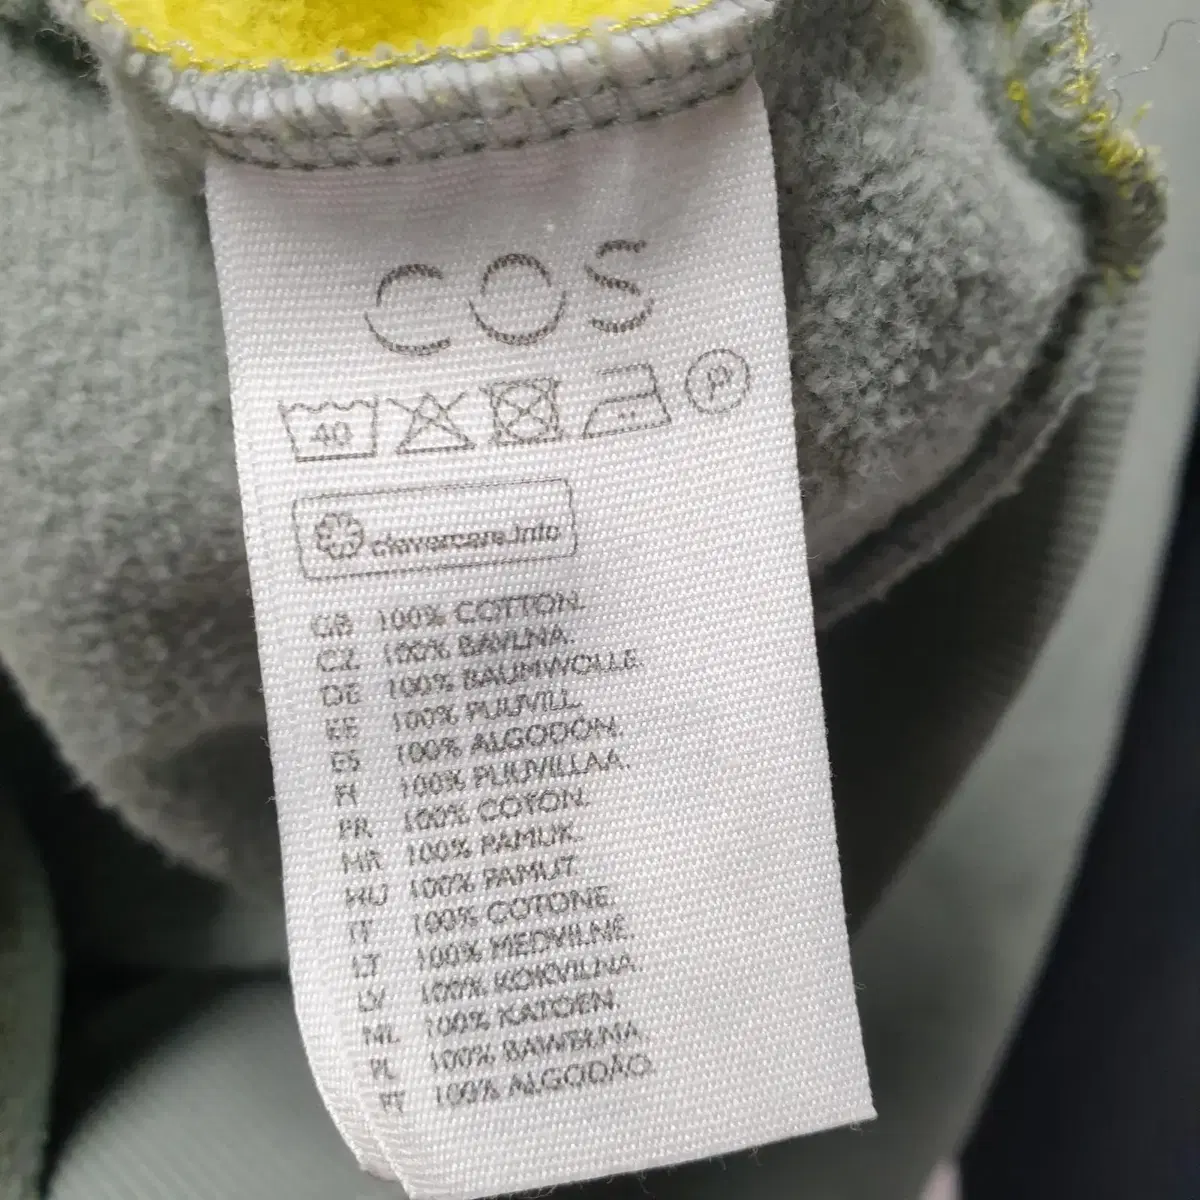 COS
40 P
clevercare.info
GB 100% COTTON.
CZ 100% BAVLNA.
DE 100% BAUMWOLLE.
EE 100% PUUVILL.
ES 100% ALGODÓN.
FI 100% PUUVILLAA.
FR 100% COTON.
HR 100% PAMUK.
HU 100% PAMUT.
IT 100% COTONE.
LT 100% MEDVILNĖ.
LV 100% KOKVILNA.
NL 100% KATOEN.
PL 100% BAWEŁNA.
PT 100% ALGODÃO.